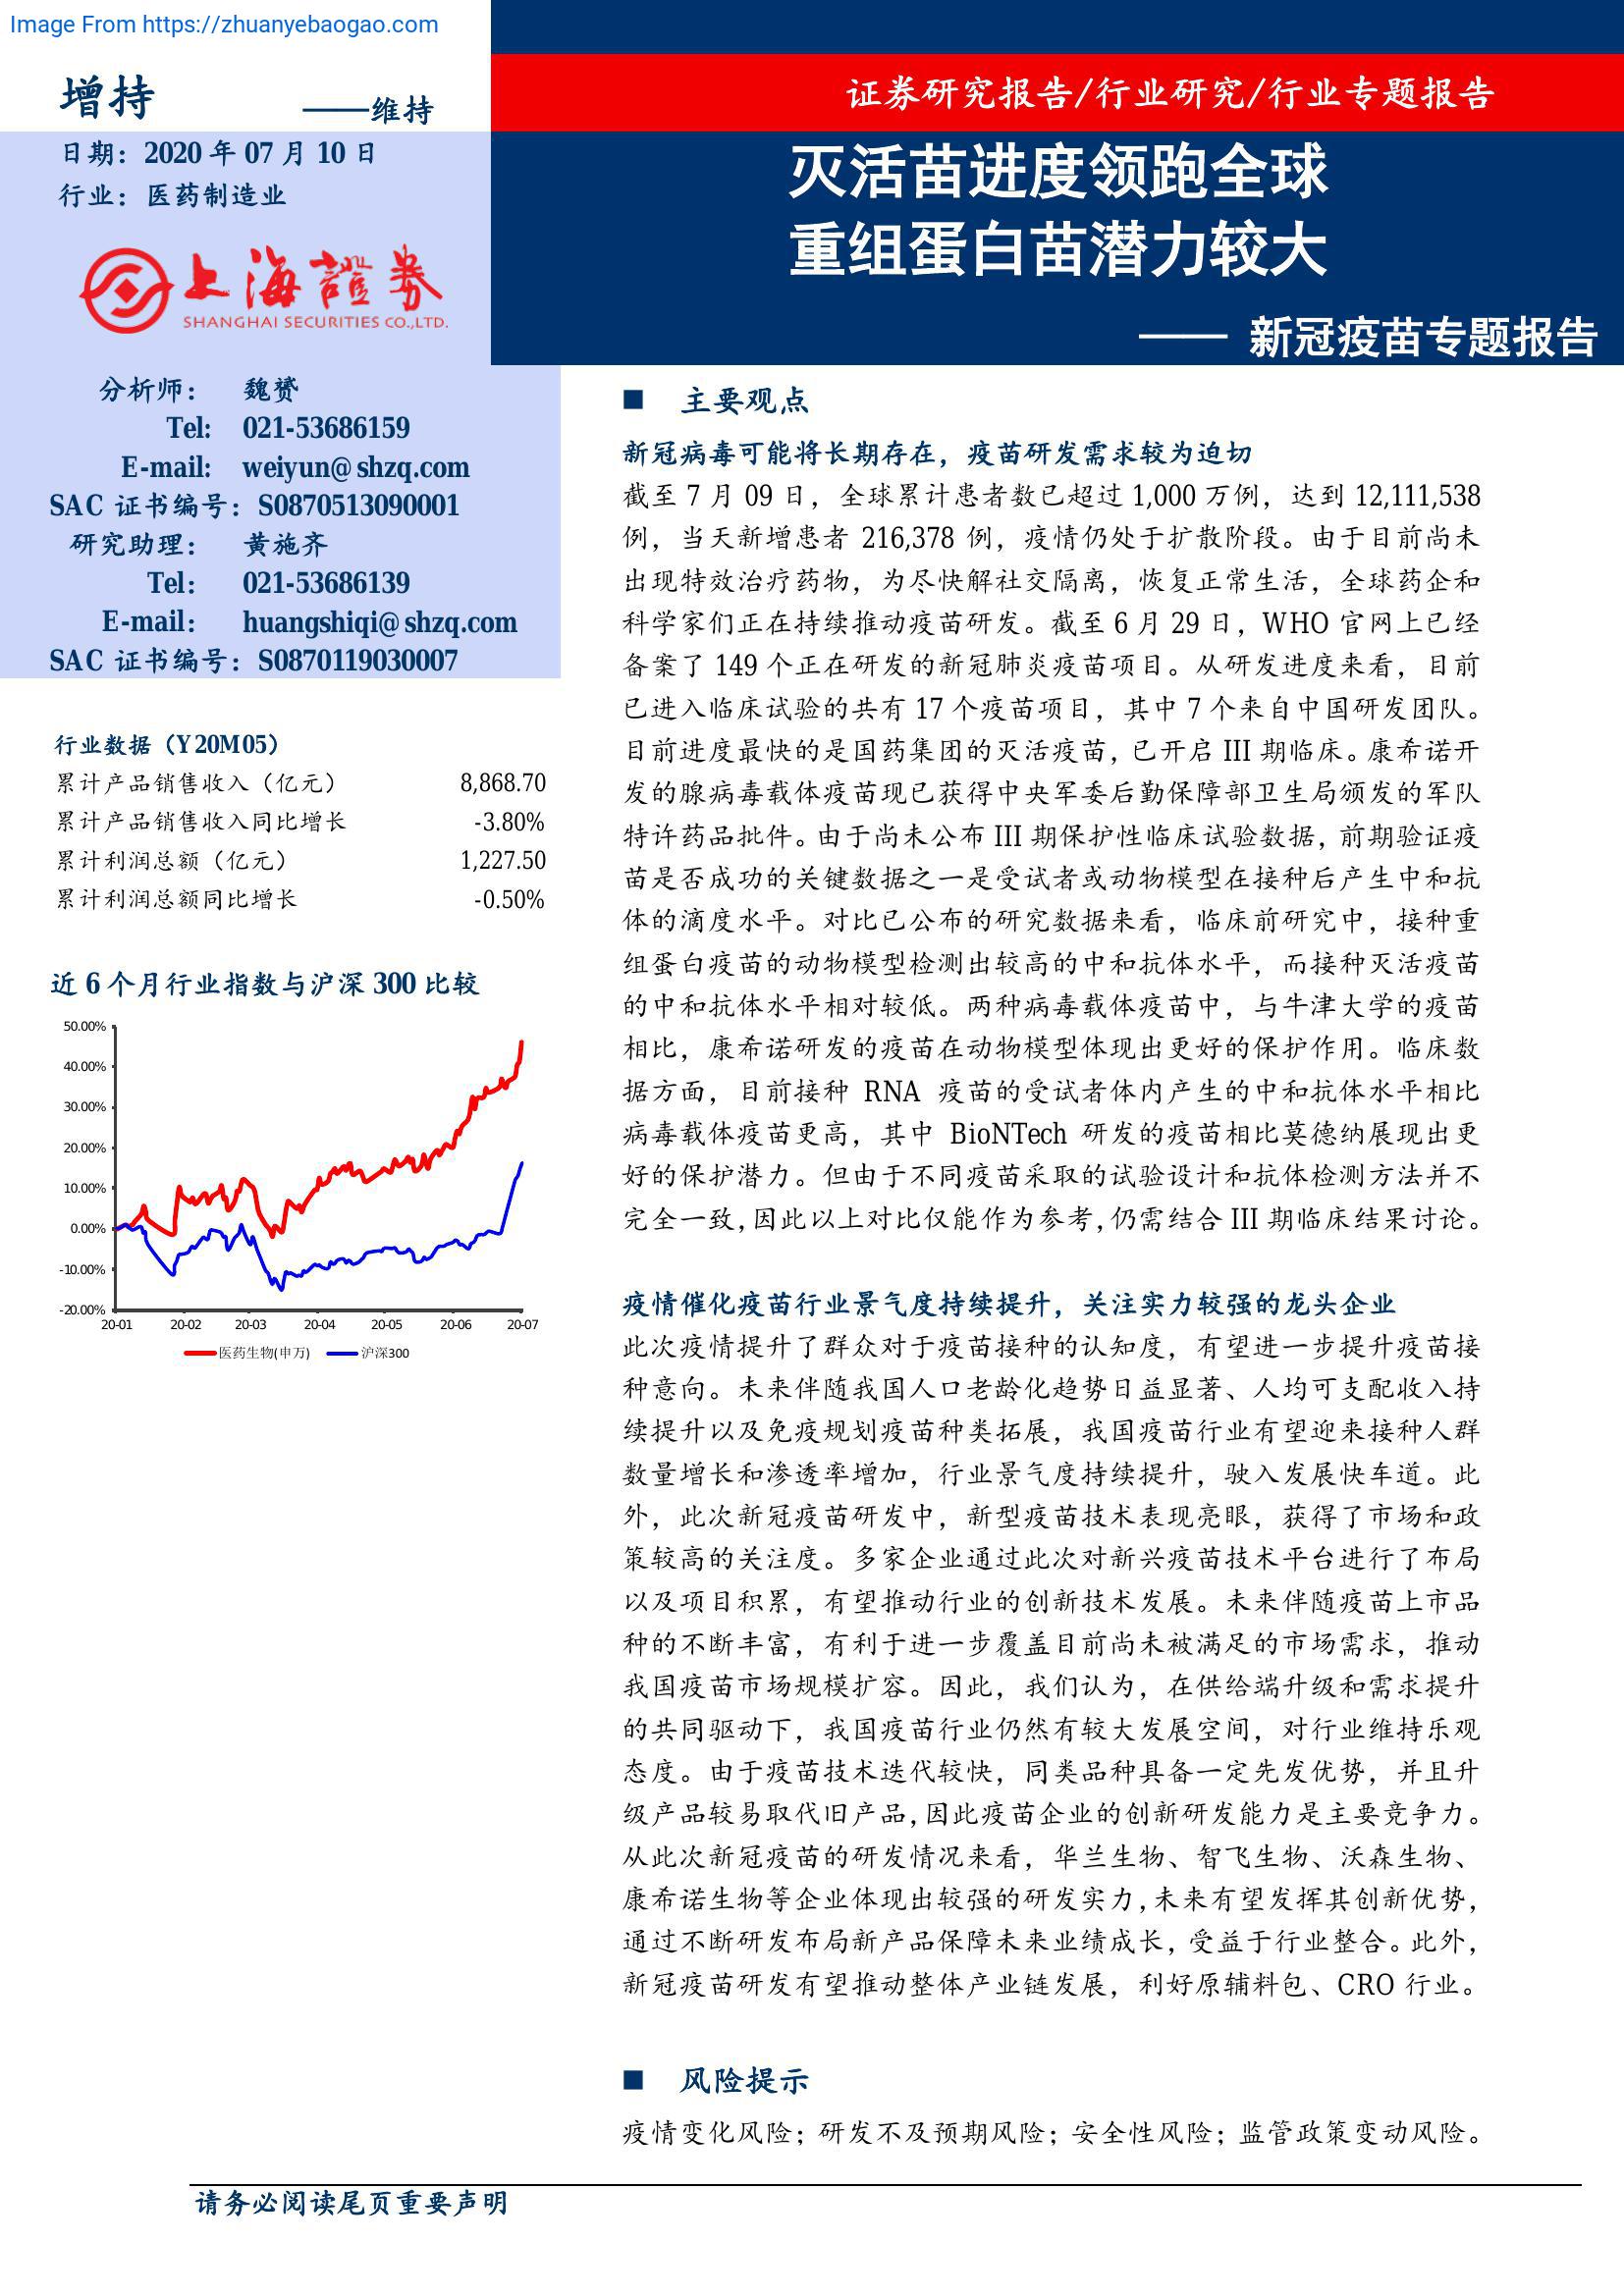 Image From https://zhuanyebaogao.com
增持 ——维持
证券研究报告/行业研究/行业专题报告
日期：2020 年 07 月 10 日
行业：医药制造业
灭活苗进度领跑全球
重组蛋白苗潜力较大
—— 新冠疫苗专题报告
上海證券
SHANGHAI SECURITIES CO.,LTD.
分析师： 魏赟
Tel: 021-53686159
E-mail: weiyun@shzq.com
SAC 证书编号：S0870513090001
研究助理： 黄施齐
Tel： 021-53686139
E-mail： huangshiqi@shzq.com
SAC 证书编号：S0870119030007
行业数据（Y20M05）
累计产品销售收入（亿元） 8,868.70
累计产品销售收入同比增长 -3.80%
累计利润总额（亿元） 1,227.50
累计利润总额同比增长 -0.50%
近 6 个月行业指数与沪深 300 比较
50.00%
40.00%
30.00%
20.00%
10.00%
0.00%
-10.00%
-20.00%
20-01 20-02 20-03 20-04 20-05 20-06 20-07
医药生物(申万) 沪深300
■ 主要观点
新冠病毒可能将长期存在，疫苗研发需求较为迫切
截至 7 月 09 日，全球累计患者数已超过 1,000 万例，达到 12,111,538
例，当天新增患者 216,378 例，疫情仍处于扩散阶段。由于目前尚未
出现特效治疗药物，为尽快解社交隔离，恢复正常生活，全球药企和
科学家们正在持续推动疫苗研发。截至 6 月 29 日，WHO 官网上已经
备案了 149 个正在研发的新冠肺炎疫苗项目。从研发进度来看，目前
已进入临床试验的共有 17 个疫苗项目，其中 7 个来自中国研发团队。
目前进度最快的是国药集团的灭活疫苗，已开启 III 期临床。康希诺开
发的腺病毒载体疫苗现已获得中央军委后勤保障部卫生局颁发的军队
特许药品批件。由于尚未公布 III 期保护性临床试验数据，前期验证疫
苗是否成功的关键数据之一是受试者或动物模型在接种后产生中和抗
体的滴度水平。对比已公布的研究数据来看，临床前研究中，接种重
组蛋白疫苗的动物模型检测出较高的中和抗体水平，而接种灭活疫苗
的中和抗体水平相对较低。两种病毒载体疫苗中，与牛津大学的疫苗
相比，康希诺研发的疫苗在动物模型体现出更好的保护作用。临床数
据方面，目前接种 RNA 疫苗的受试者体内产生的中和抗体水平相比
病毒载体疫苗更高，其中 BioNTech 研发的疫苗相比莫德纳展现出更
好的保护潜力。但由于不同疫苗采取的试验设计和抗体检测方法并不
完全一致，因此以上对比仅能作为参考，仍需结合 III 期临床结果讨论。
疫情催化疫苗行业景气度持续提升，关注实力较强的龙头企业
此次疫情提升了群众对于疫苗接种的认知度，有望进一步提升疫苗接
种意向。未来伴随我国人口老龄化趋势日益显著、人均可支配收入持
续提升以及免疫规划疫苗种类拓展，我国疫苗行业有望迎来接种人群
数量增长和渗透率增加，行业景气度持续提升，驶入发展快车道。此
外，此次新冠疫苗研发中，新型疫苗技术表现亮眼，获得了市场和政
策较高的关注度。多家企业通过此次对新兴疫苗技术平台进行了布局
以及项目积累，有望推动行业的创新技术发展。未来伴随疫苗上市品
种的不断丰富，有利于进一步覆盖目前尚未被满足的市场需求，推动
我国疫苗市场规模扩容。因此，我们认为，在供给端升级和需求提升
的共同驱动下，我国疫苗行业仍然有较大发展空间，对行业维持乐观
态度。由于疫苗技术迭代较快，同类品种具备一定先发优势，并且升
级产品较易取代旧产品，因此疫苗企业的创新研发能力是主要竞争力。
从此次新冠疫苗的研发情况来看，华兰生物、智飞生物、沃森生物、
康希诺生物等企业体现出较强的研发实力，未来有望发挥其创新优势，
通过不断研发布局新产品保障未来业绩成长，受益于行业整合。此外，
新冠疫苗研发有望推动整体产业链发展，利好原辅料包、CRO 行业。
■ 风险提示
疫情变化风险；研发不及预期风险；安全性风险；监管政策变动风险。
请务必阅读尾页重要声明